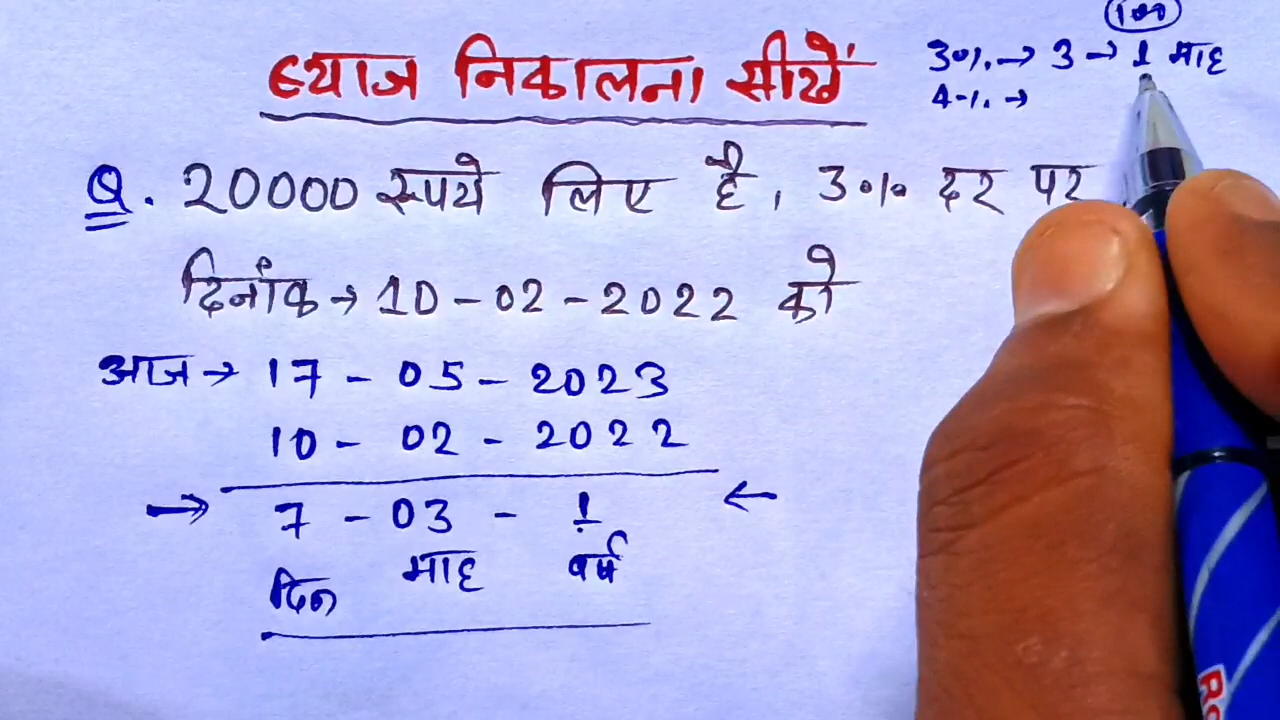 ब्याज निकालना सीखें
100
30/. → 3 → 1 माह
4-/. →
Q. 20000 रुपये लिए है, 3% दर पर
दिनांक → 10-02-2022 को
आज → 17 - 05 - 2023
10 - 02 - 2022
→ 7 - 03 - 1 ←
दिन माह वर्ष